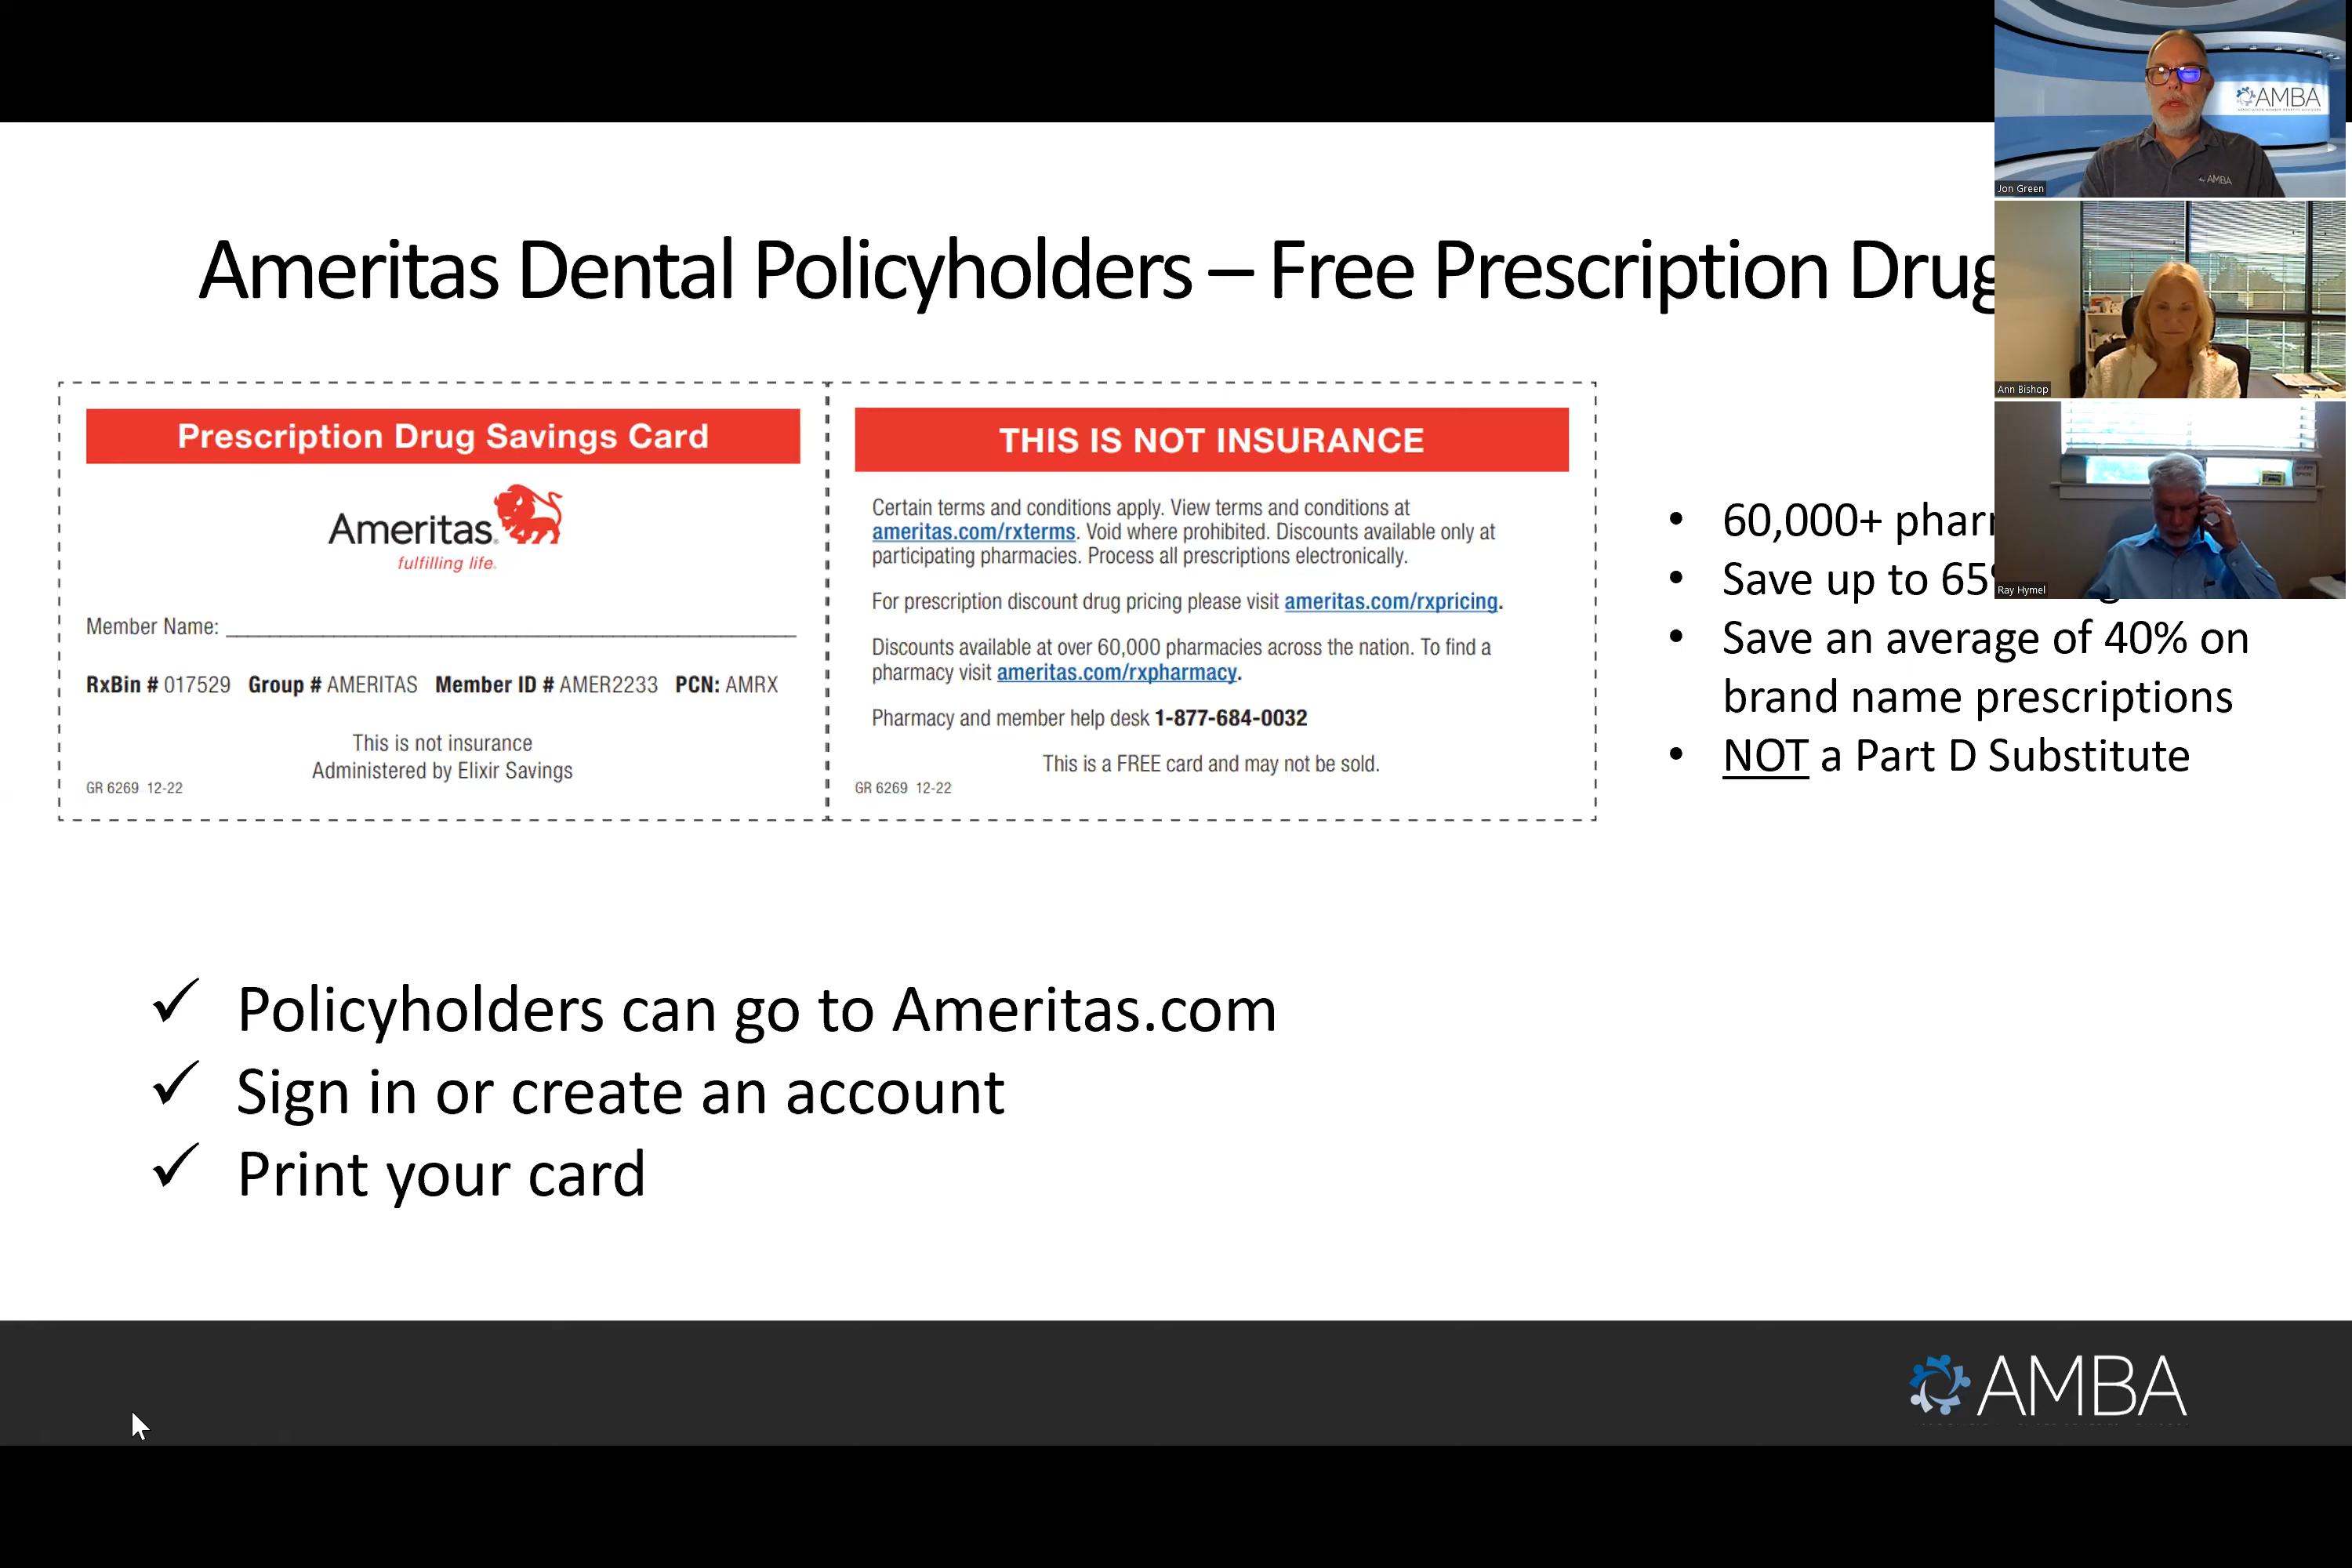 Ameritas Dental Policyholders – Free Prescription Drug
Prescription Drug Savings Card
Ameritas
fulfilling life.
Member Name:
RxBin # 017529 Group # AMERITAS Member ID # AMER2233 PCN: AMRX
This is not insurance
Administered by Elixir Savings
GR 6269 12-22
THIS IS NOT INSURANCE
Certain terms and conditions apply. View terms and conditions at
ameritas.com/rxterms. Void where prohibited. Discounts available only at
participating pharmacies. Process all prescriptions electronically.
For prescription discount drug pricing please visit ameritas.com/rxpricing.
Discounts available at over 60,000 pharmacies across the nation. To find a
pharmacy visit ameritas.com/rxpharmacy.
Pharmacy and member help desk 1-877-684-0032
This is a FREE card and may not be sold.
GR 6269 12-22
• 60,000+
• Save up to 65%
• Save an average of 40% on
brand name prescriptions
• NOT a Part D Substitute
✓ Policyholders can go to Ameritas.com
✓ Sign in or create an account
✓ Print your card
AMBA
AMBA
AMBA
Jon Green
Ann Bishop
Ray Hymel